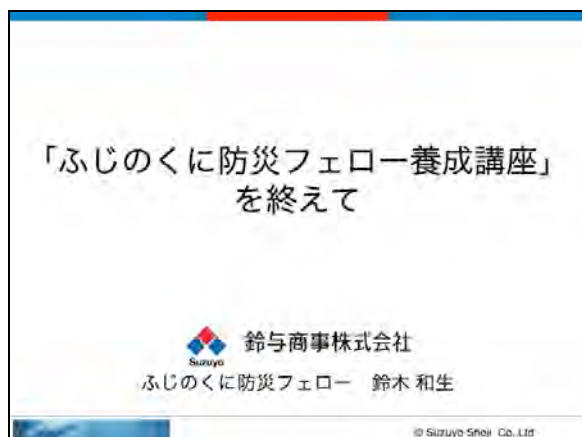 「ふじのくに防災フェロー養成講座」
を終えて
Suzuyo
鈴与商事株式会社
ふじのくに防災フェロー 鈴木 和生
© Suzuyo Shoji Co.,Ltd